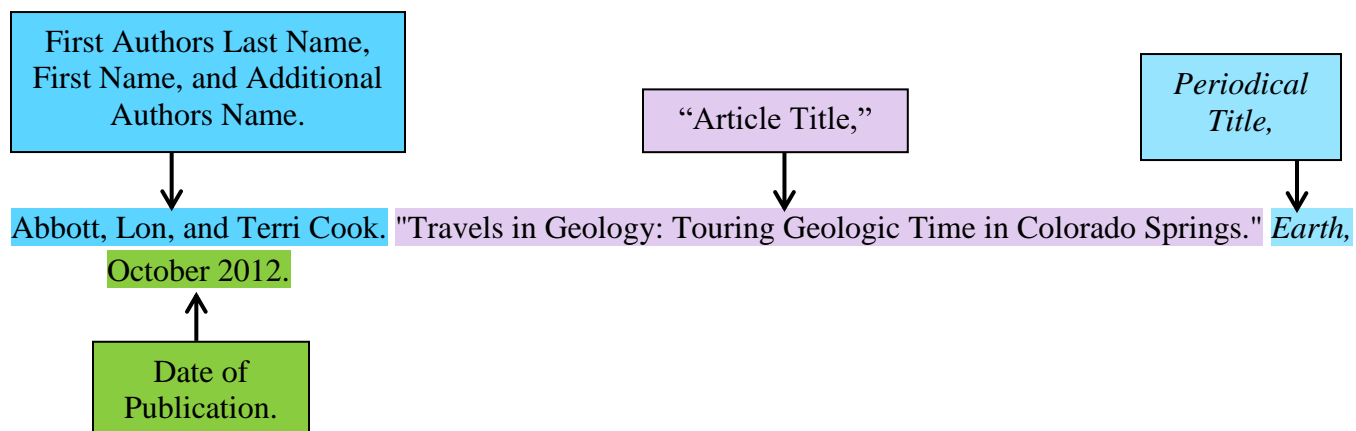 First Authors Last Name,
First Name, and Additional
Authors Name.
“Article Title,”
Periodical
Title,
Abbott, Lon, and Terri Cook. "Travels in Geology: Touring Geologic Time in Colorado Springs." Earth,
October 2012.
Date of
Publication.